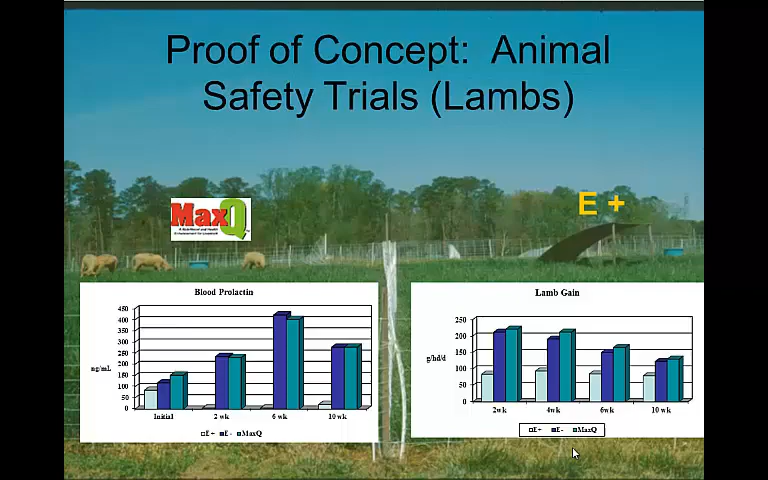 Proof of Concept: Animal
Safety Trials (Lambs)
MaxQ
E +
Blood Prolactin
450
400
350
300
250
200
150
100
50
0
ng/mL
Initial
2 wk
6 wk
10 wk
E+ E- MaxQ
Lamb Gain
250
200
150
100
50
0
g/hd/d
2wk
4wk
6wk
10 wk
E+ E- MaxQ